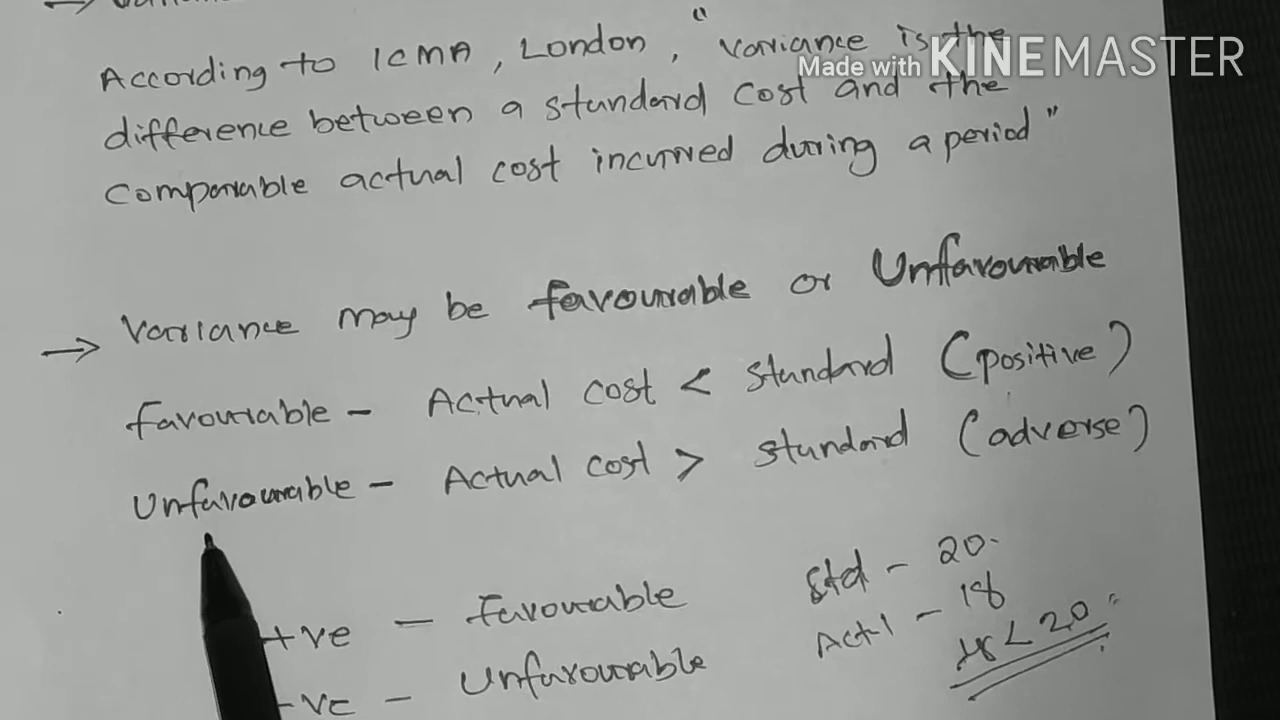 According to ICMA, London, "variance is the
Made with KINEMASTER
difference between a standard cost and the
comparable actual cost incurred during a period"
→ Variance may be favourable or Unfavourable
favourable - Actual cost < standard (positive)
Unfavourable - Actual cost > standard (adverse)
+ve - favourable
-ve - Unfavourable
Std - 20
Act - 18
18 < 20